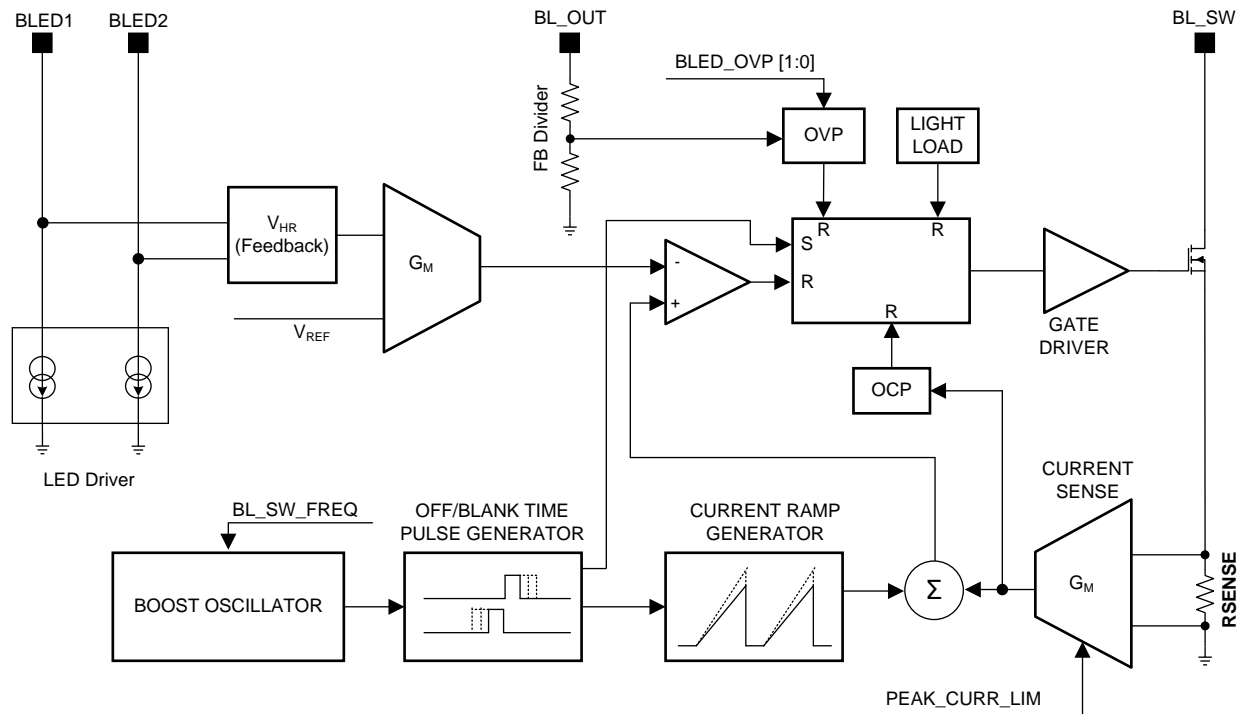 BLED1
BLED2
BL_OUT
BL_SW
BLED_OVP [1:0]
FB Divider
OVP
LIGHT
LOAD
VHR
(Feedback)
GM
VREF
-
+
S
R
R
R
R
GATE
DRIVER
OCP
LED Driver
CURRENT
SENSE
BL_SW_FREQ
OFF/BLANK TIME
PULSE GENERATOR
CURRENT RAMP
GENERATOR
BOOST OSCILLATOR
Σ
GM
RSENSE
PEAK_CURR_LIM